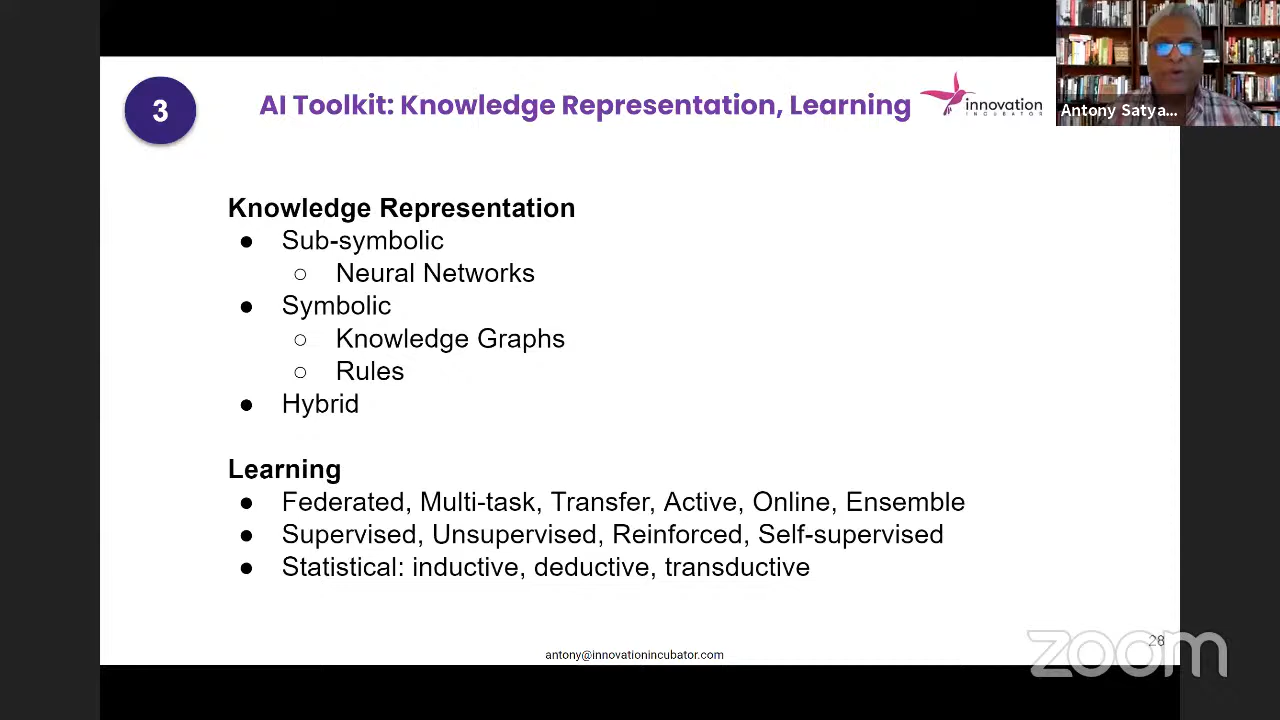 3
AI Toolkit: Knowledge Representation, Learning
innovation
INCUBATOR
Antony Satya...
Knowledge Representation
● Sub-symbolic
○ Neural Networks
● Symbolic
○ Knowledge Graphs
○ Rules
● Hybrid
Learning
● Federated, Multi-task, Transfer, Active, Online, Ensemble
● Supervised, Unsupervised, Reinforced, Self-supervised
● Statistical: inductive, deductive, transductive
28
zoom
antony@innovationincubator.com